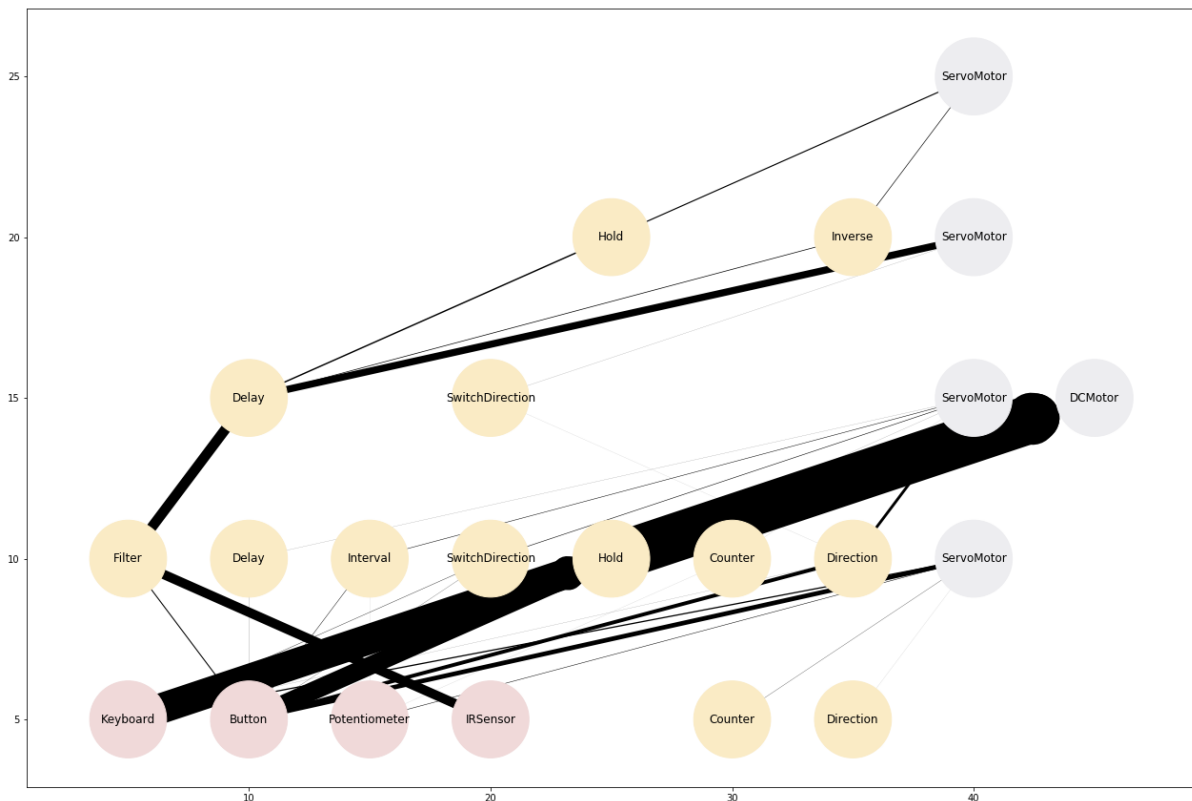 25
ServoMotor
20
Hold
Inverse
ServoMotor
15
Delay
SwitchDirection
ServoMotor
DCMotor
10
Filter
Delay
Interval
SwitchDirection
Hold
Counter
Direction
ServoMotor
5
Keyboard
Button
Potentiometer
IRSensor
Counter
Direction
10
20
30
40